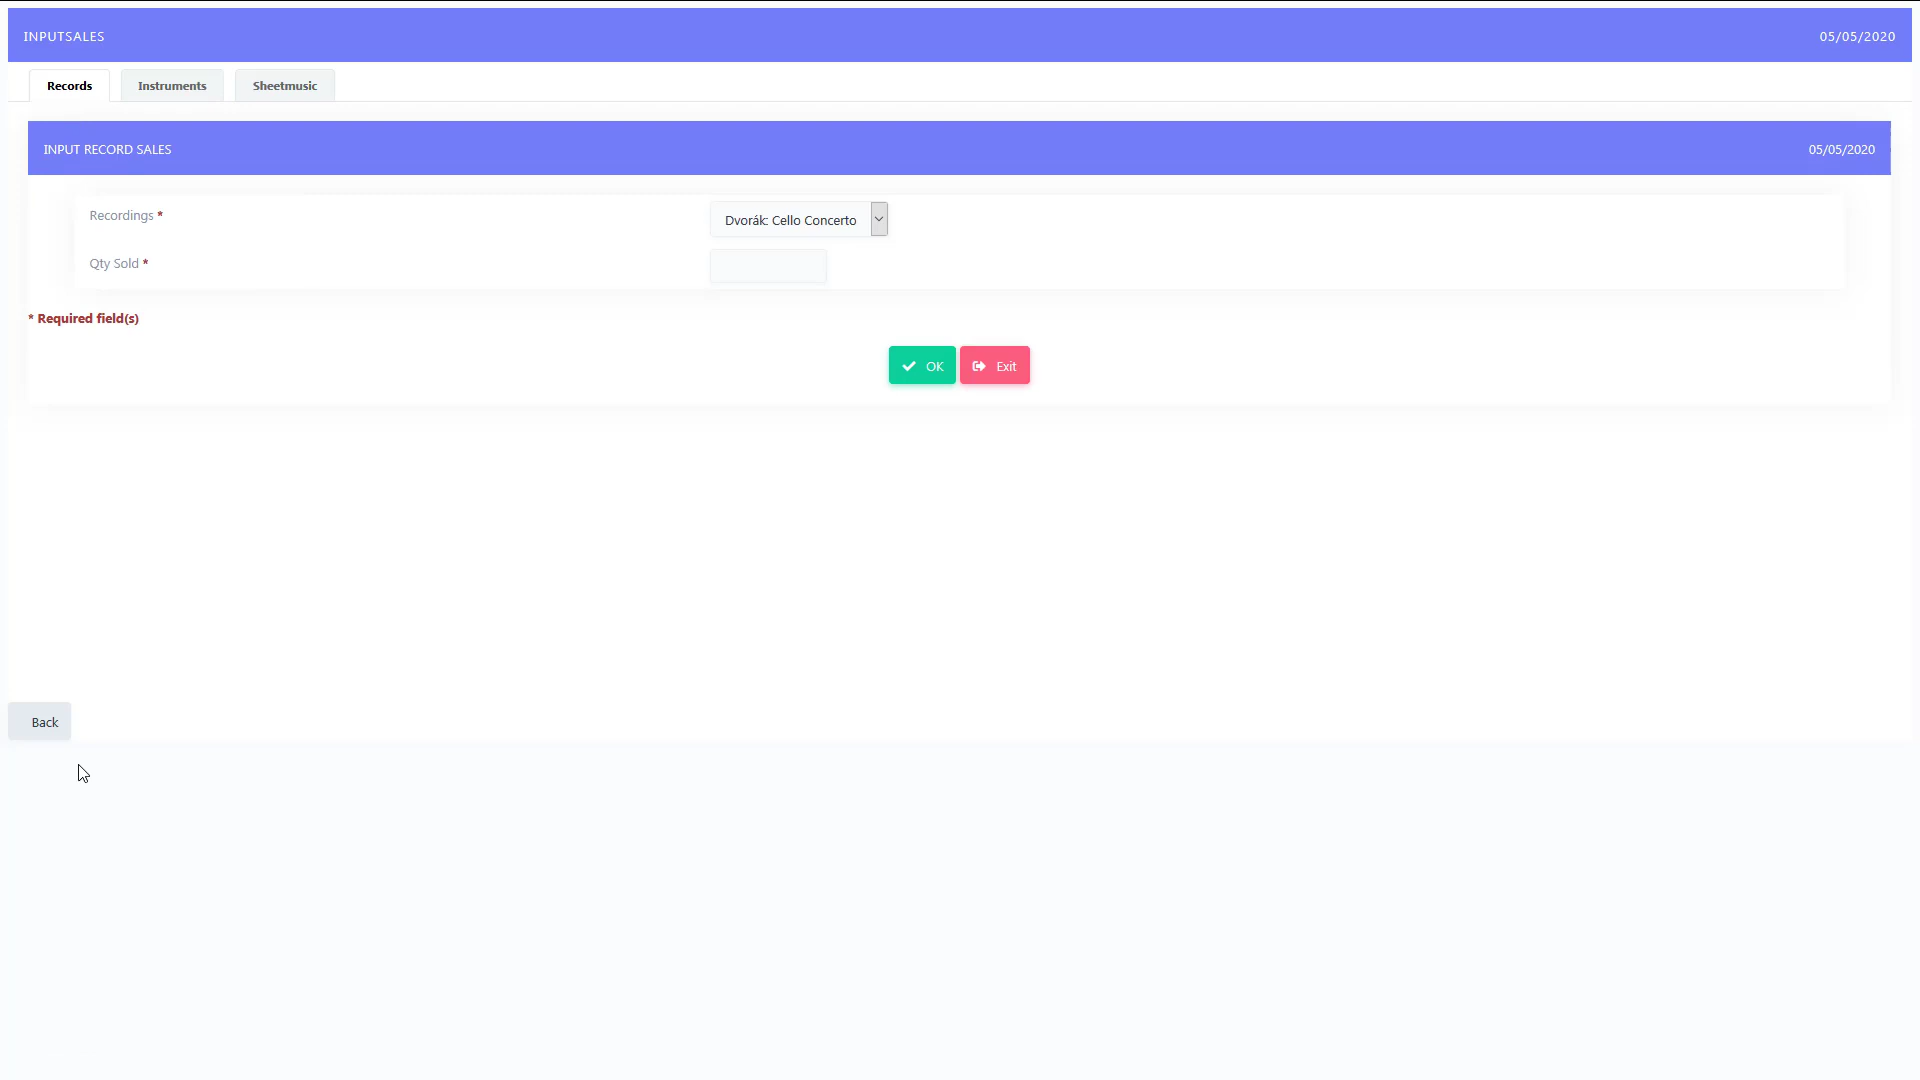 INPUTSALES 05/05/2020
Records Instruments Sheetmusic
INPUT RECORD SALES 05/05/2020
Recordings * Dvorák: Cello Concerto
Qty Sold *
* Required field(s)
OK Exit
Back